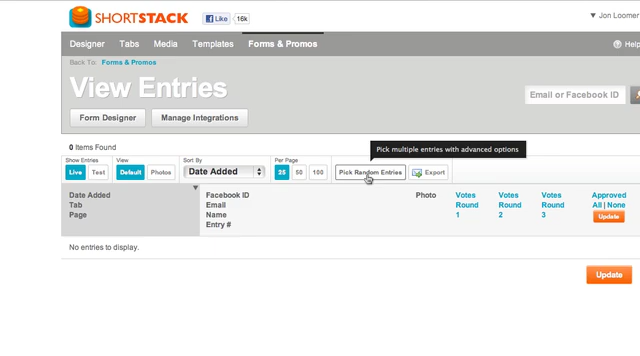 SHORTSTACK
Like 16k
Jon Loomer
Designer Tabs Media Templates Forms & Promos Help
Back To: Forms & Promos
View Entries
Email or Facebook ID
Form Designer Manage Integrations
0 Items Found
Pick multiple entries with advanced options
Show Entries View Sort By Per Page
Live Test Default Photos Date Added 25 50 100 Pick Random Entries Export
Date Added Facebook ID Photo Votes Votes Votes Approved
Tab Email Round Round Round All | None
Page Name 1 2 3 Update
Entry #
No entries to display.
Update